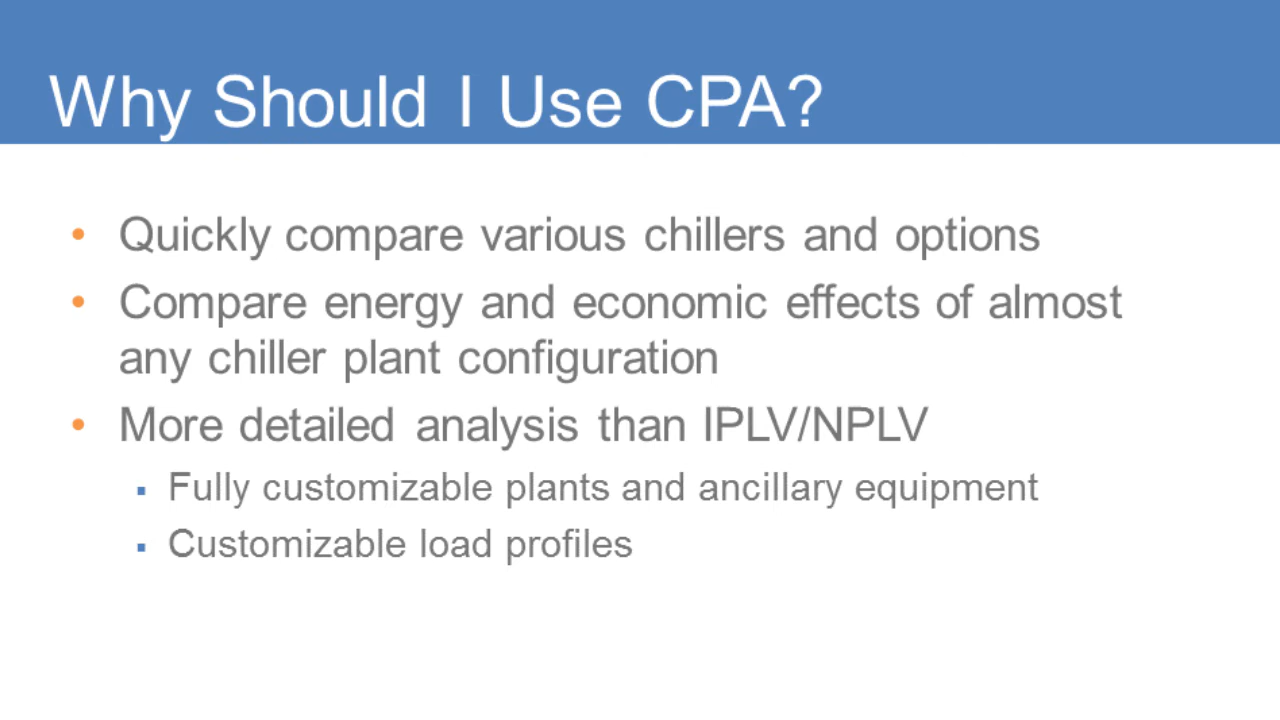 Why Should I Use CPA?
• Quickly compare various chillers and options
• Compare energy and economic effects of almost
any chiller plant configuration
• More detailed analysis than IPLV/NPLV
▪ Fully customizable plants and ancillary equipment
▪ Customizable load profiles